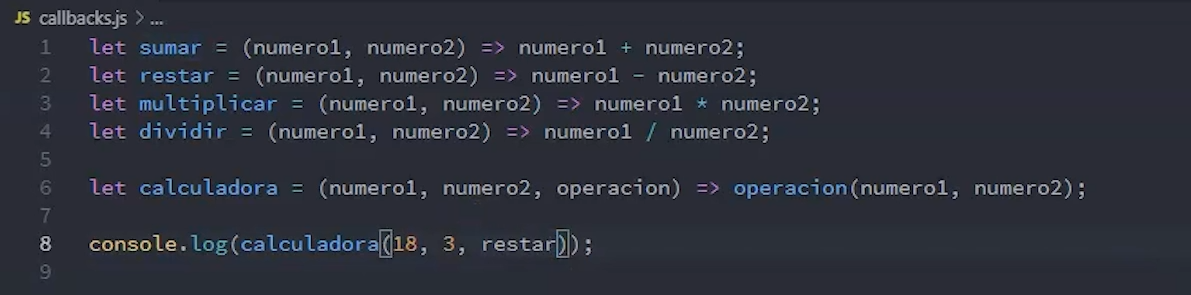 JS callbacks.js > ...
1 let sumar = (numero1, numero2) => numero1 + numero2;
2 let restar = (numero1, numero2) => numero1 - numero2;
3 let multiplicar = (numero1, numero2) => numero1 * numero2;
4 let dividir = (numero1, numero2) => numero1 / numero2;
5
6 let calculadora = (numero1, numero2, operacion) => operacion(numero1, numero2);
7
8 console.log(calculadora(18, 3, restar));
9